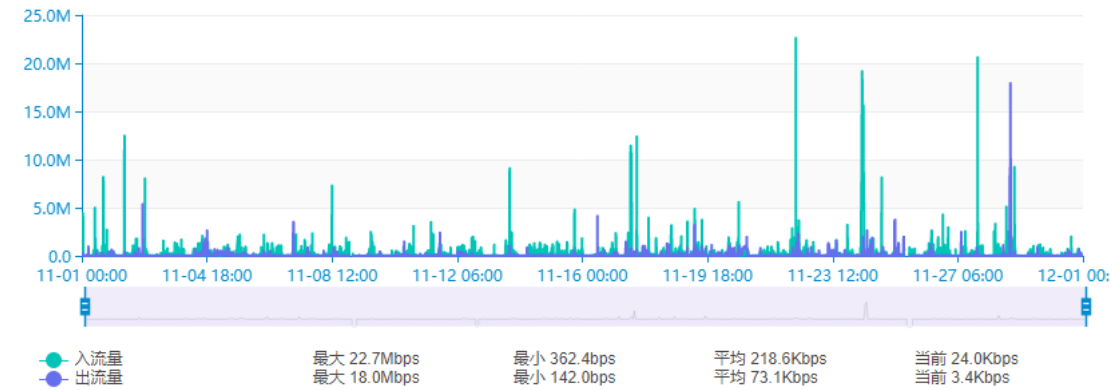 25.0M
20.0M
15.0M
10.0M
5.0M
0.0
11-01 00:00 11-04 18:00 11-08 12:00 11-12 06:00 11-16 00:00 11-19 18:00 11-23 12:00 11-27 06:00 12-01 00:
入流量 最大 22.7Mbps 最小 362.4bps 平均 218.6Kbps 当前 24.0Kbps
出流量 最大 18.0Mbps 最小 142.0bps 平均 73.1Kbps 当前 3.4Kbps